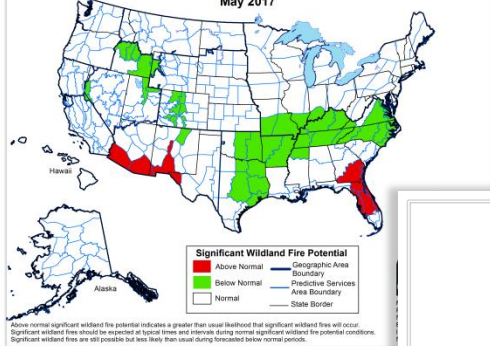 May 2017
Hawaii
Alaska
Significant Wildland Fire Potential
Above Normal
Below Normal
Normal
Geographic Area
Boundary
Predictive Services
Area Boundary
State Border
Above normal significant wildland fire potential indicates a greater than usual likelihood that significant wildland fires will occur.
Significant wildland fires should be expected at typical times and intervals during normal significant wildland fire potential conditions.
Significant wildland fires are still possible but less likely than usual during forecasted below normal periods.